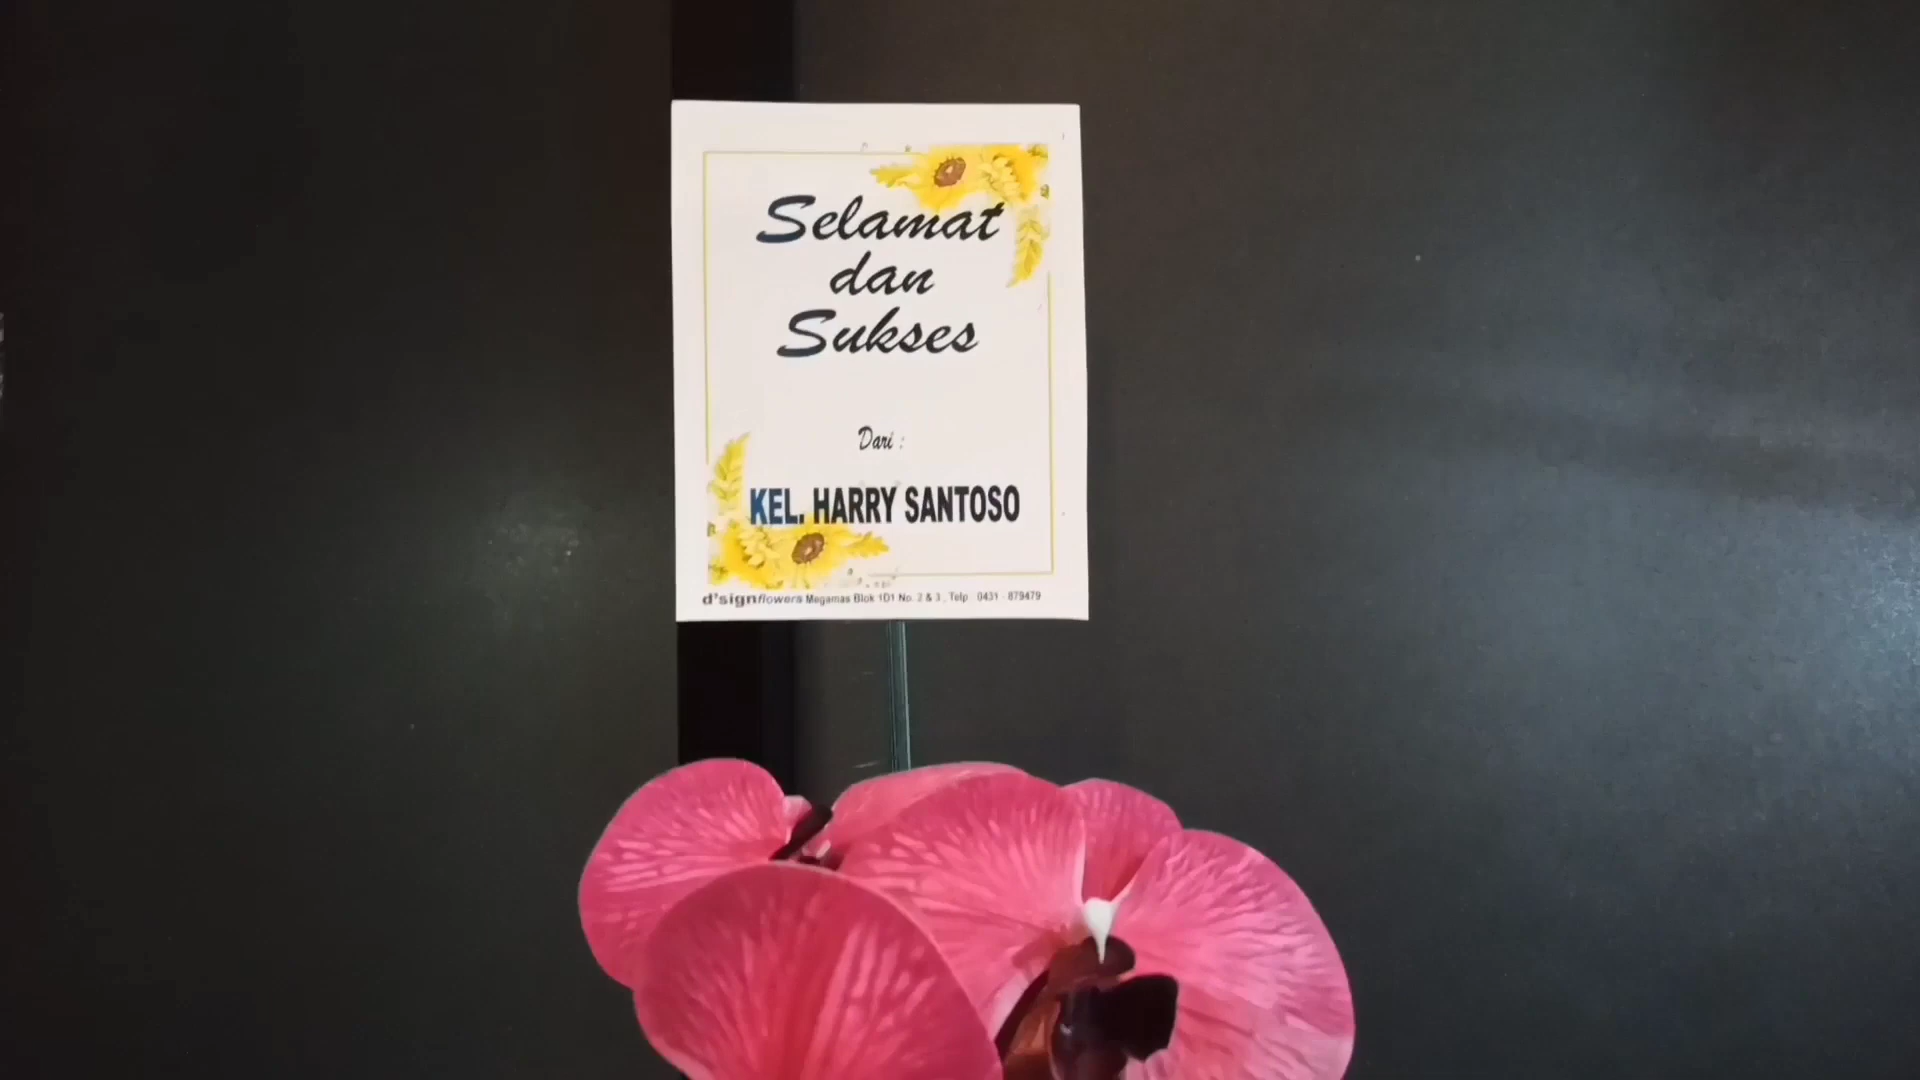 Selamat
dan
Sukses
Dari :
KEL. HARRY SANTOSO
d'signflowers Megamas Blok 1D1 No. 2 & 3 , Telp 0431 - 879479